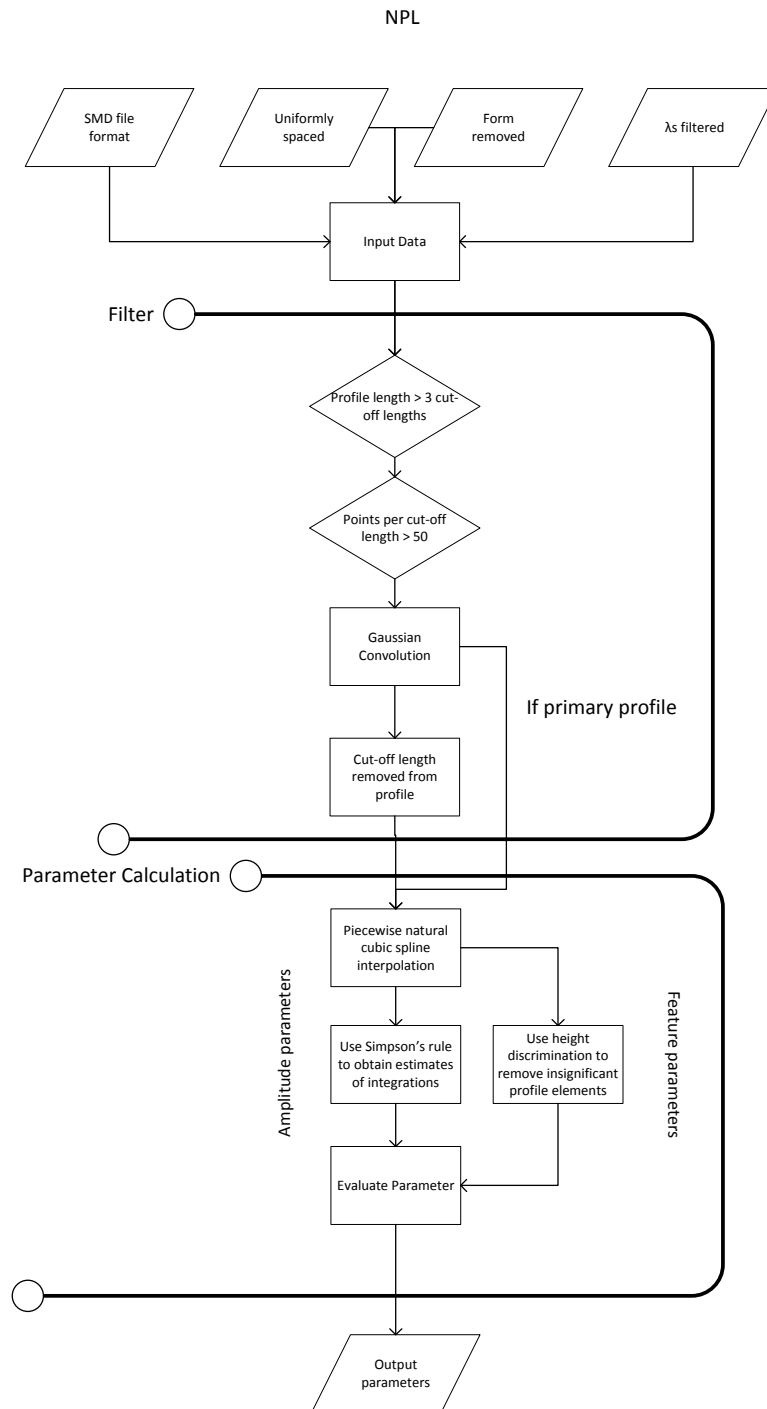 NPL
SMD file
format
Uniformly
spaced
Form
removed
λs filtered
Input Data
Filter
Profile length > 3 cut-
off lengths
Points per cut-off
length > 50
Gaussian
Convolution
If primary profile
Cut-off length
removed from
profile
Parameter Calculation
Piecewise natural
cubic spline
interpolation
Amplitude parameters
Feature parameters
Use Simpson's rule
to obtain estimates
of integrations
Use height
discrimination to
remove insignificant
profile elements
Evaluate Parameter
Output
parameters